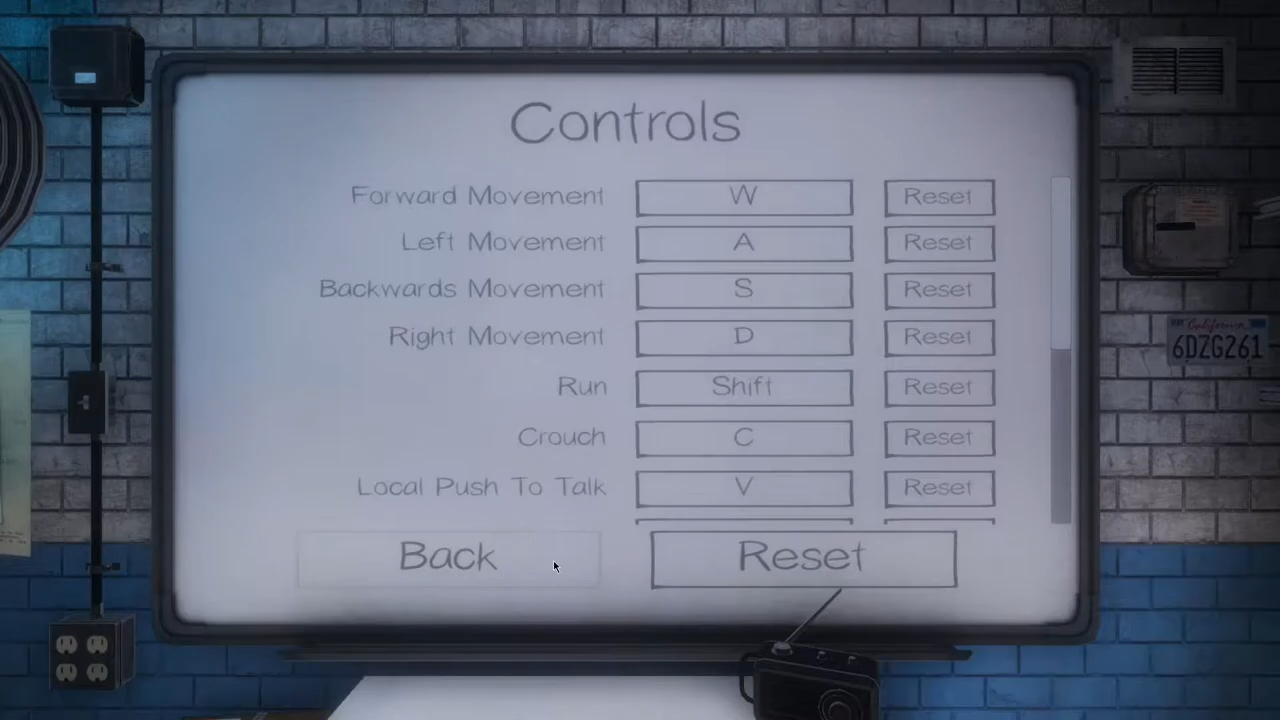 Controls
Forward Movement W Reset
Left Movement A Reset
Backwards Movement S Reset
Right Movement D Reset
Run Shift Reset
Crouch C Reset
Local Push To Talk V Reset
Back Reset
California
6DZG261